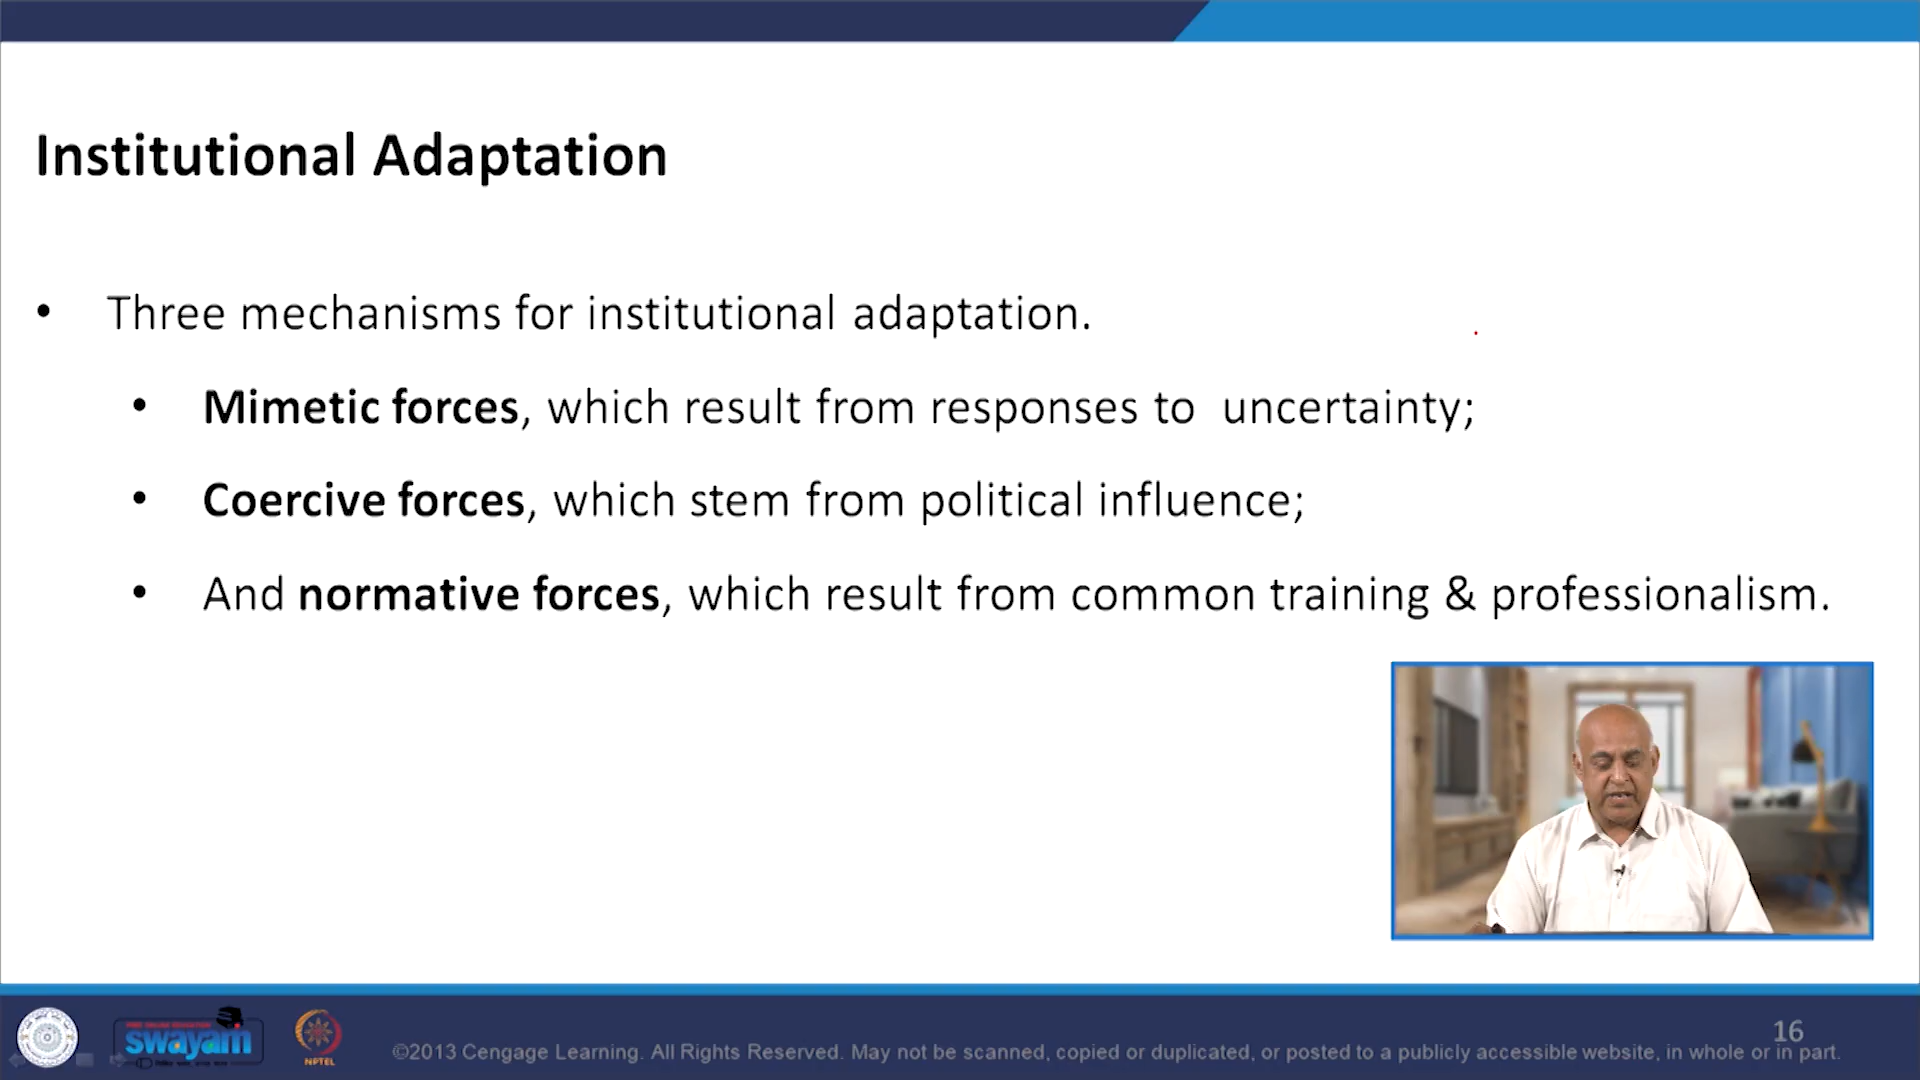 Institutional Adaptation
• Three mechanisms for institutional adaptation.
• Mimetic forces, which result from responses to uncertainty;
• Coercive forces, which stem from political influence;
• And normative forces, which result from common training & professionalism.
swayam
NPTEL
©2013 Cengage Learning. All Rights Reserved. May not be scanned, copied or duplicated, or posted to a publicly accessible website, in whole or in part.
16